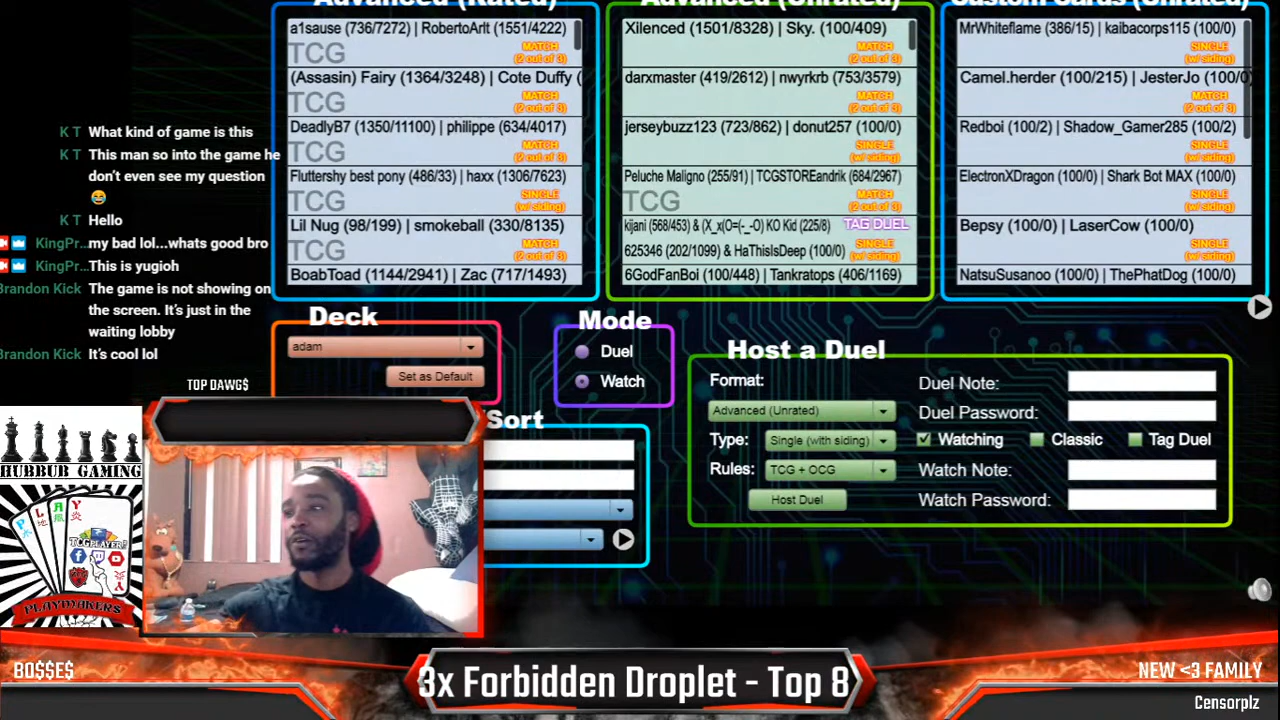 Advanced (Rated)
a1sause (736/7272) | RobertoArlt (1551/4222)
TCG
MATCH
(2 out of 3)
(Assasin) Fairy (1364/3248) | Cote Duffy (
TCG
MATCH
(2 out of 3)
DeadlyB7 (1350/11100) | philippe (634/4017)
TCG
MATCH
(2 out of 3)
Fluttershy best pony (486/33) | haxx (1306/7623)
TCG
SINGLE
(w/ siding)
Lil Nug (98/199) | smokeball (330/8135)
TCG
MATCH
(2 out of 3)
BoabToad (1144/2941) | Zac (717/1493)
Advanced (Unrated)
Xilenced (1501/8328) | Sky. (100/409)
MATCH
(2 out of 3)
darxmaster (419/2612) | nwyrkrb (753/3579)
MATCH
(2 out of 3)
jerseybuzz123 (723/862) | donut257 (100/0)
SINGLE
(w/ siding)
Peluche Maligno (255/91) | TCGSTOREandrik (684/2967)
TCG
MATCH
(2 out of 3)
kijani (568/453) & (X_x(O=(-_-O) KO Kid (225/8) TAG DUEL
625346 (202/1099) & HaThisIsDeep (100/0)
SINGLE
(w/ siding)
6GodFanBoi (100/448) | Tankratops (406/1169)
Custom Cards (Unrated)
MrWhiteflame (386/15) | kaibacorps115 (100/0)
SINGLE
(w/ siding)
Camel.herder (100/215) | JesterJo (100/0)
MATCH
(2 out of 3)
Redboi (100/2) | Shadow_Gamer285 (100/2)
SINGLE
(w/ siding)
ElectronXDragon (100/0) | Shark Bot MAX (100/0)
SINGLE
(w/ siding)
Bepsy (100/0) | LaserCow (100/0)
SINGLE
(w/ siding)
NatsuSusanoo (100/0) | ThePhatDog (100/0)
K T What kind of game is this
K T This man so into the game he
don't even see my question
😂
K T Hello
KingPr... my bad lol...whats good bro
KingPr... This is yugioh
Brandon Kick The game is not showing on
the screen. It's just in the
waiting lobby
Brandon Kick It's cool lol
Deck
adam
Set as Default
Mode
Duel
Watch
/Sort
Host a Duel
Format:
Advanced (Unrated)
Type: Single (with siding)
Rules: TCG + OCG
Host Duel
Duel Note:
Duel Password:
Watching Classic Tag Duel
Watch Note:
Watch Password:
TOP DAWG$
HUBBUB GAMING
P L A Y
TCGPLAYER
PLAYMAKERS
BO$$E$
3x Forbidden Droplet - Top 8
NEW <3 FAMILY
Censorplz